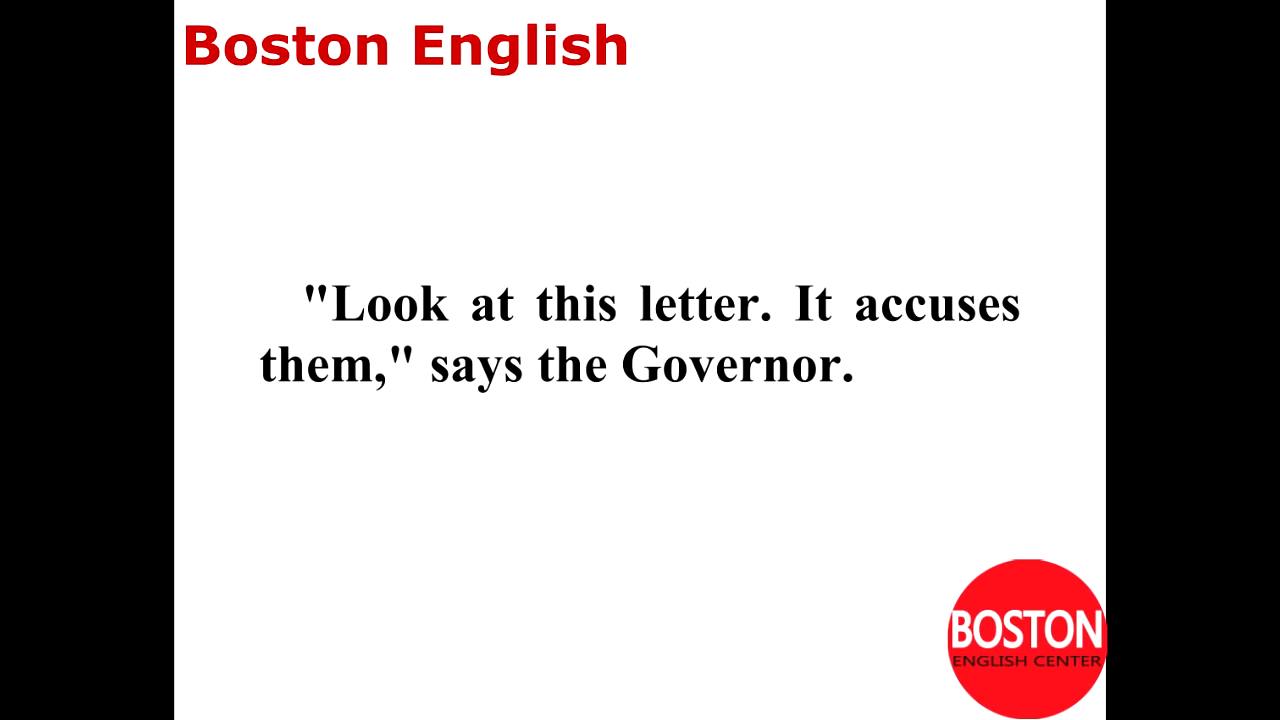 Boston English
"Look at this letter. It accuses
them," says the Governor.
BOSTON
ENGLISH CENTER